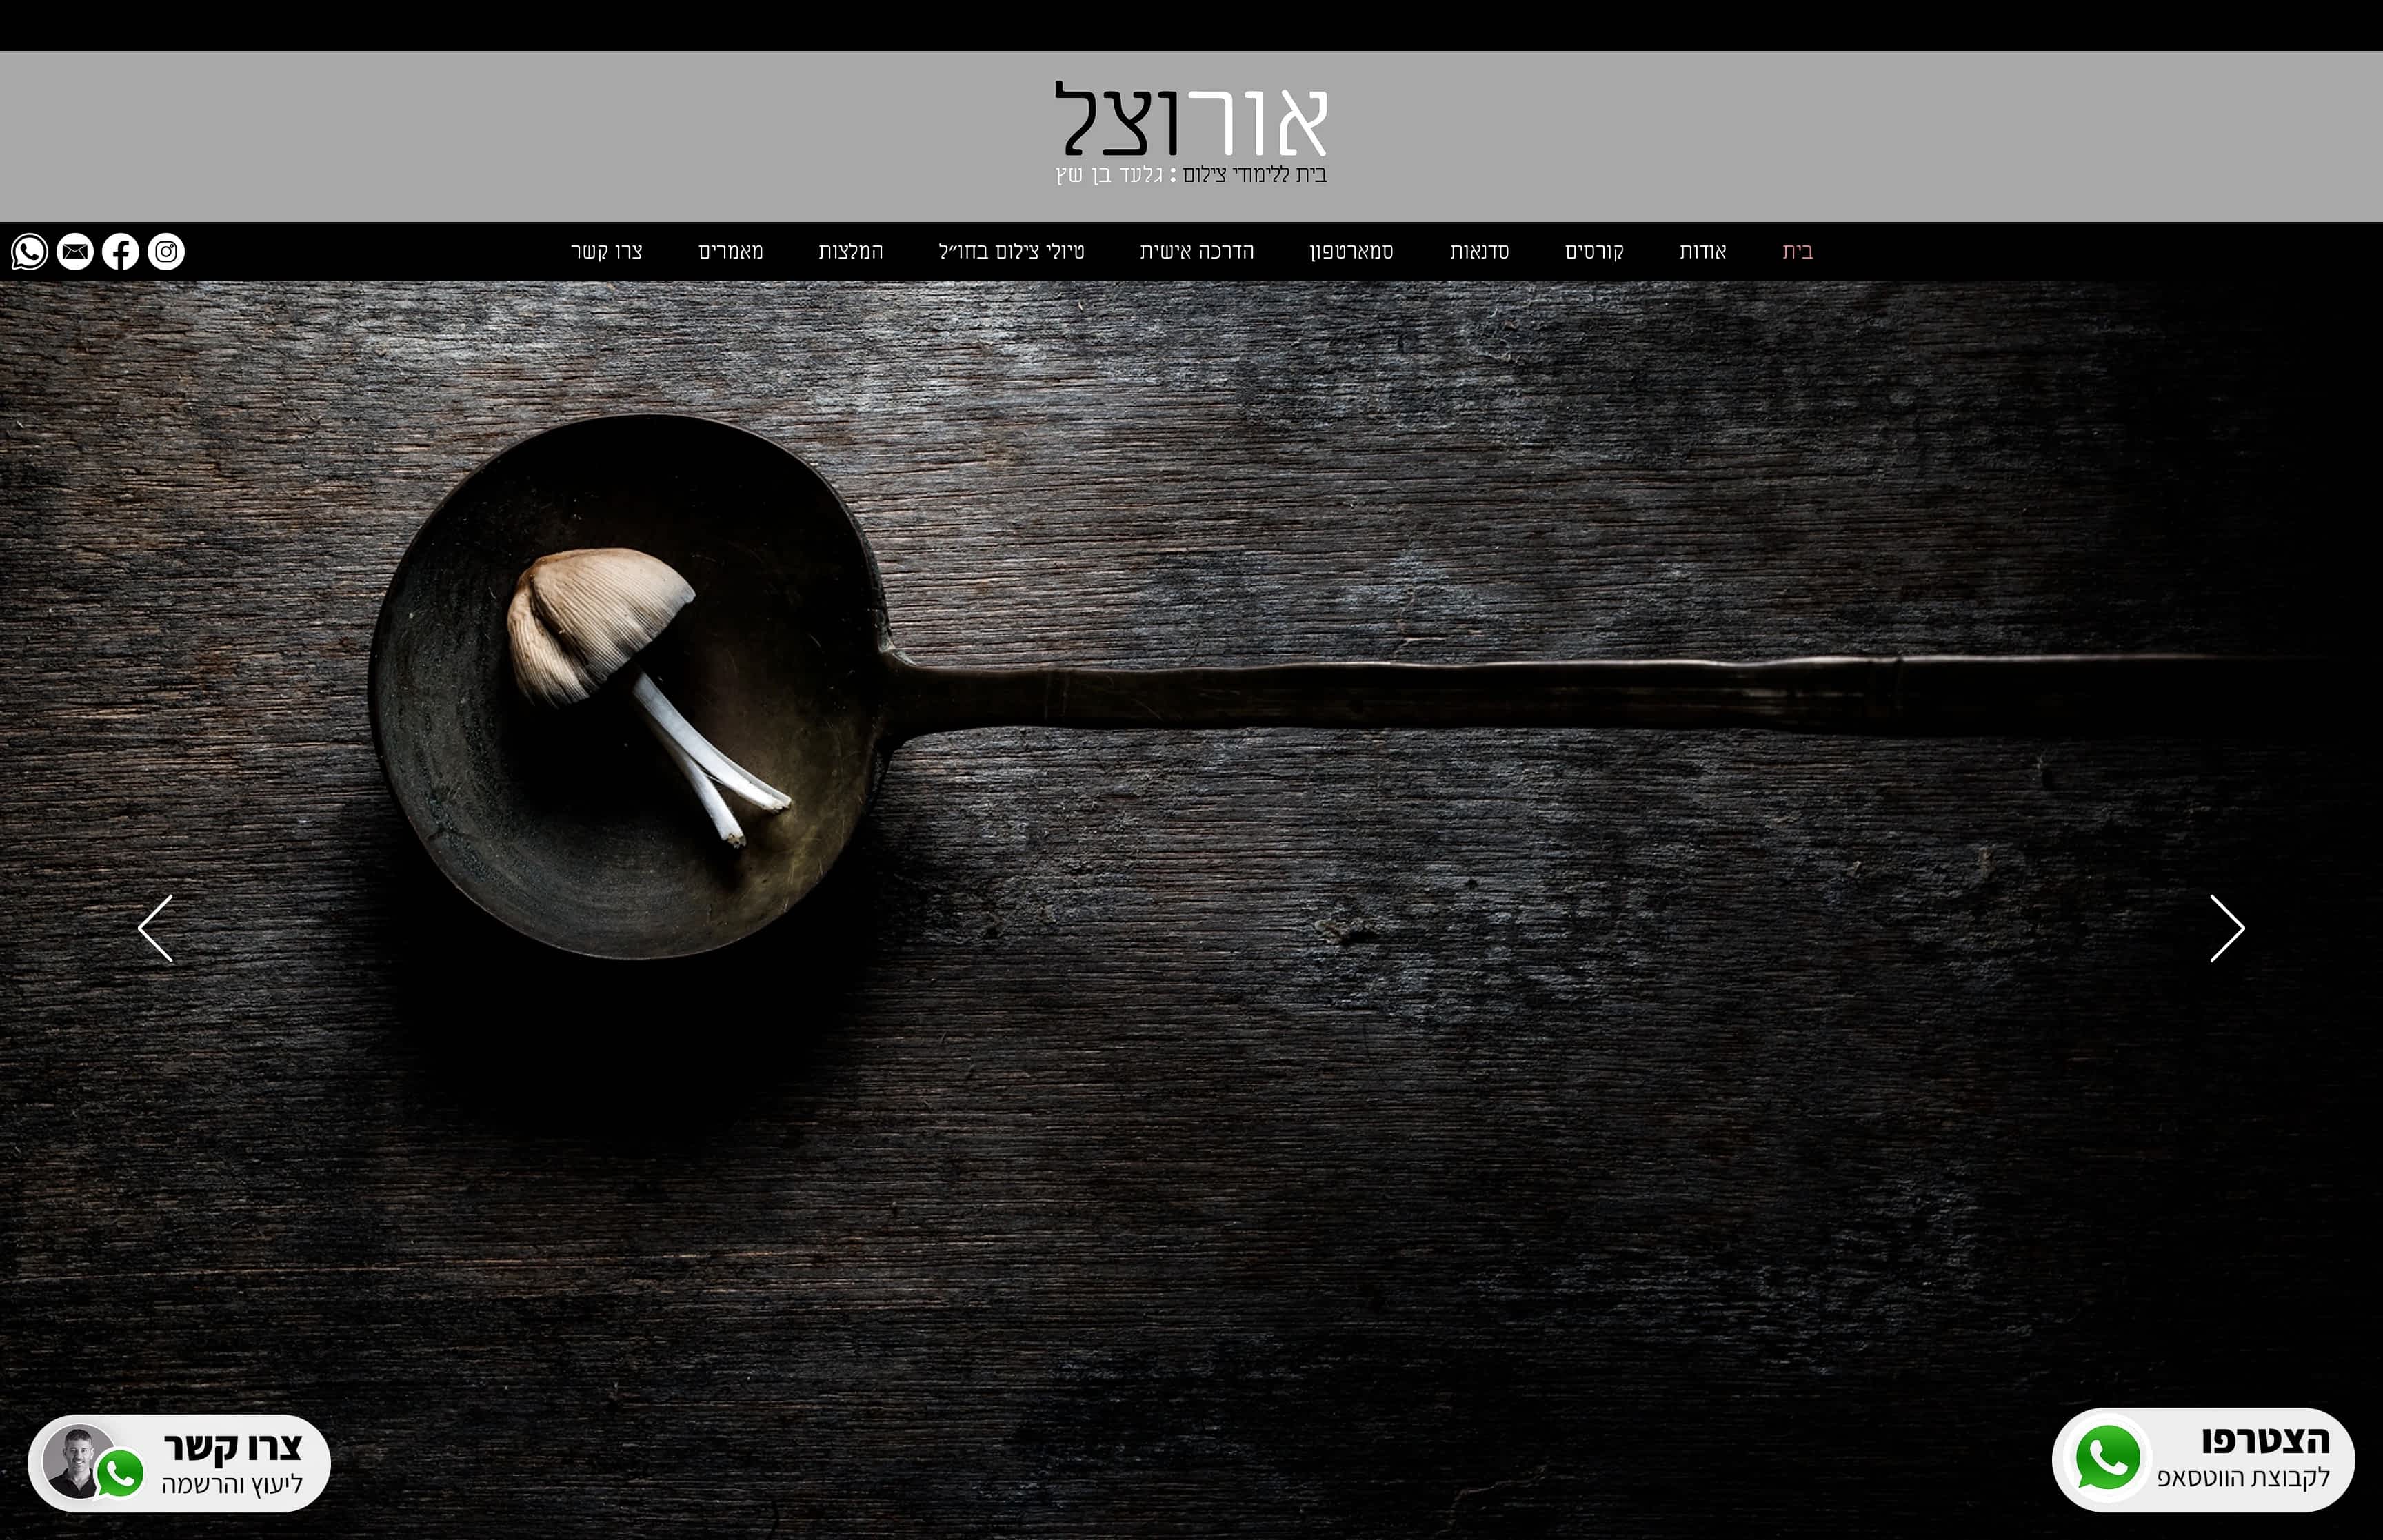 אורוצל
בית ללימודי צילום : גלעד בן שץ
בית אודות קורסים סדנאות סמארטפון הדרכה אישית טיולי צילום בחו״ל המלצות מאמרים צרו קשר
הצטרפו
לקבוצת הווטסאפ
צרו קשר
ליעוץ והרשמה